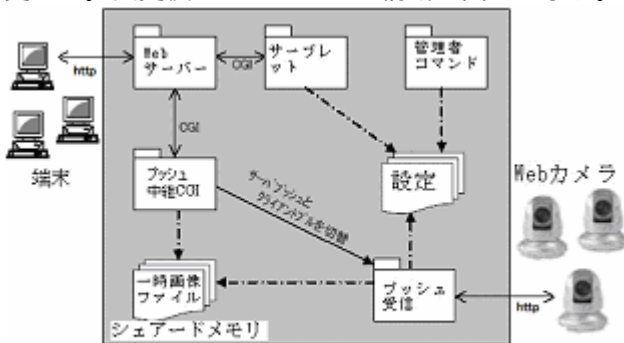 http
Web
サーバー
CGI
サーブレ
ット
管理者
コマンド
CGI
端末
プッシュ
中継CGI
サーバプッシュと
クライアントプルを切替
設定
Webカメラ
一時画像
ファイル
プッシュ
受信
http
シェアードメモリ